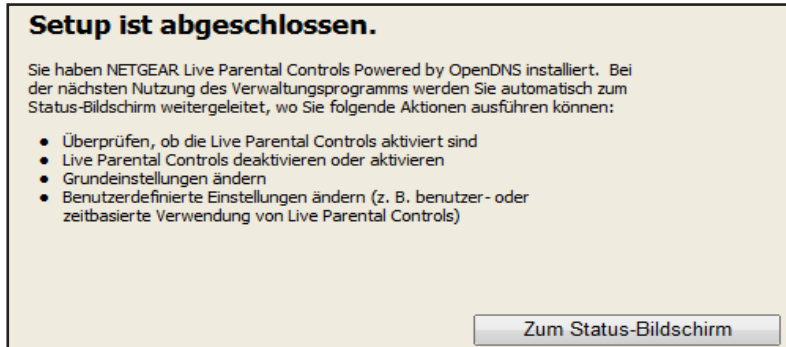 Setup ist abgeschlossen.
Sie haben NETGEAR Live Parental Controls Powered by OpenDNS installiert.  Bei
der nächsten Nutzung des Verwaltungsprogramms werden Sie automatisch zum
Status-Bildschirm weitergeleitet, wo Sie folgende Aktionen ausführen können:
● Überprüfen, ob die Live Parental Controls aktiviert sind
● Live Parental Controls deaktivieren oder aktivieren
● Grundeinstellungen ändern
● Benutzerdefinierte Einstellungen ändern (z. B. benutzer- oder
zeitbasierte Verwendung von Live Parental Controls)
Zum Status-Bildschirm